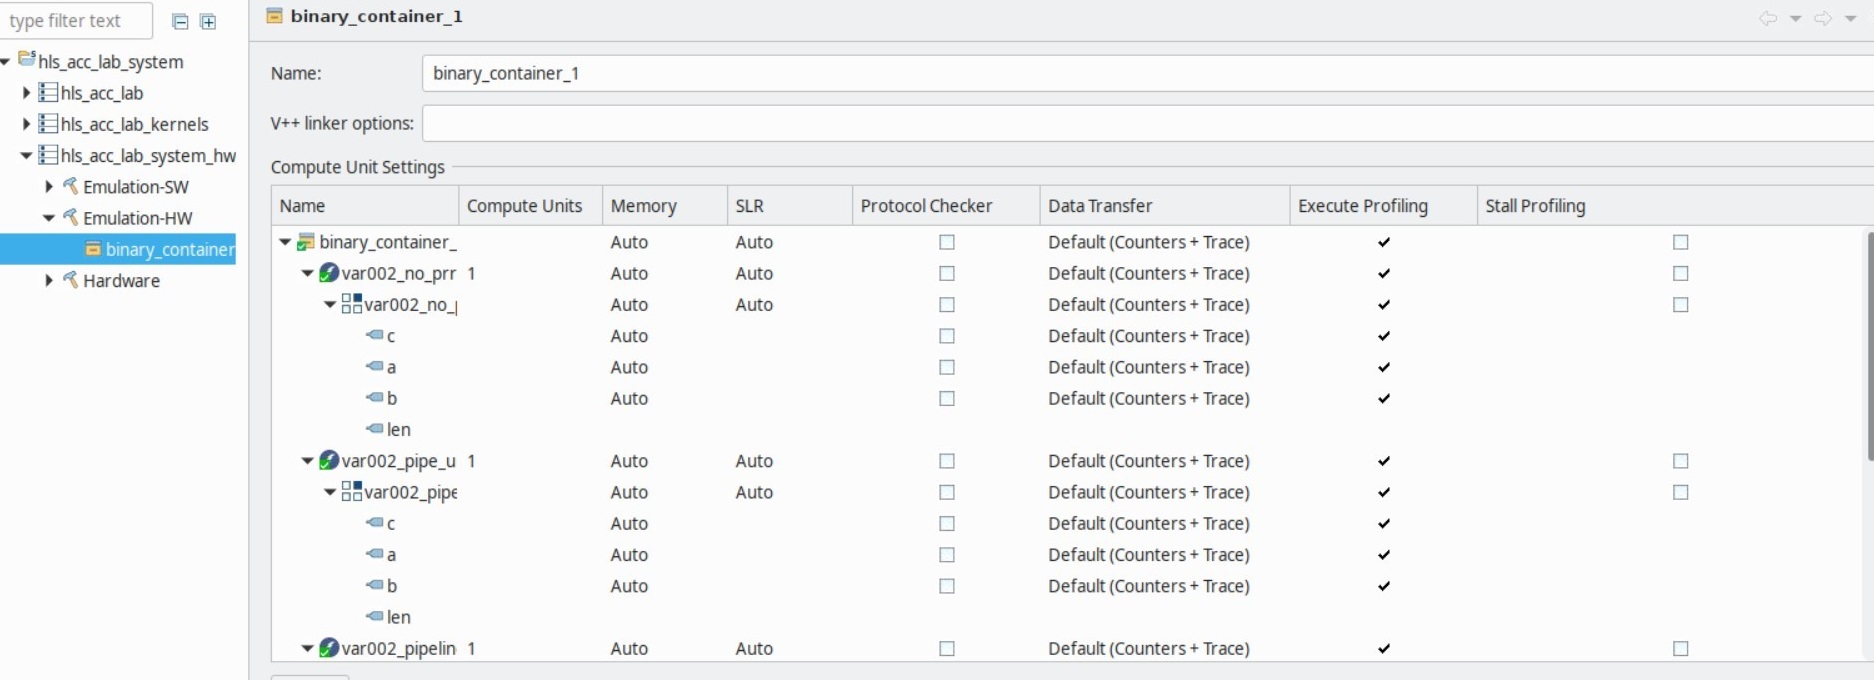 type filter text
hls_acc_lab_system
hls_acc_lab
hls_acc_lab_kernels
hls_acc_lab_system_hw
Emulation-SW
Emulation-HW
binary_container
Hardware
binary_container_1
Name: binary_container_1
V++ linker options:
Compute Unit Settings
Name Compute Units Memory SLR Protocol Checker Data Transfer Execute Profiling Stall Profiling
binary_container_ Auto Auto Default (Counters + Trace)
var002_no_prr 1 Auto Auto Default (Counters + Trace)
var002_no_p Auto Auto Default (Counters + Trace)
c Auto Default (Counters + Trace)
a Auto Default (Counters + Trace)
b Auto Default (Counters + Trace)
len
var002_pipe_u 1 Auto Auto Default (Counters + Trace)
var002_pipe Auto Auto Default (Counters + Trace)
c Auto Default (Counters + Trace)
a Auto Default (Counters + Trace)
b Auto Default (Counters + Trace)
len
var002_pipelin 1 Auto Auto Default (Counters + Trace)